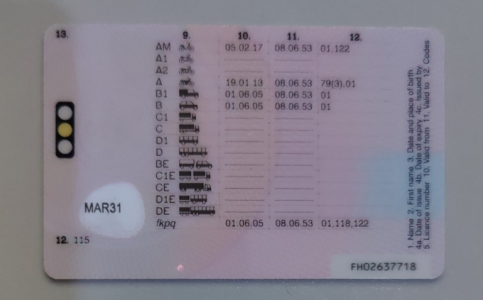 13. 9. 10. 11. 12.
AM 05.02.17 08.06.53 01,122
A1
A2
A 19.01.13 08.06.53 79(3),01
B1 01.06.05 08.06.53 01
B 01.06.05 08.06.53 01
C1
C
D1
D
BE
C1E
CE
D1E
DE
fkpq 01.06.05 08.06.53 01,118,122
MAR31
12. 115
1. Name 2. First name 3. Date and place of birth
4a. Date of issue 4b. Date of expiry 4c. Issued by
5. Licence number 10. Valid from 11. Valid to 12. Codes
FH02637718